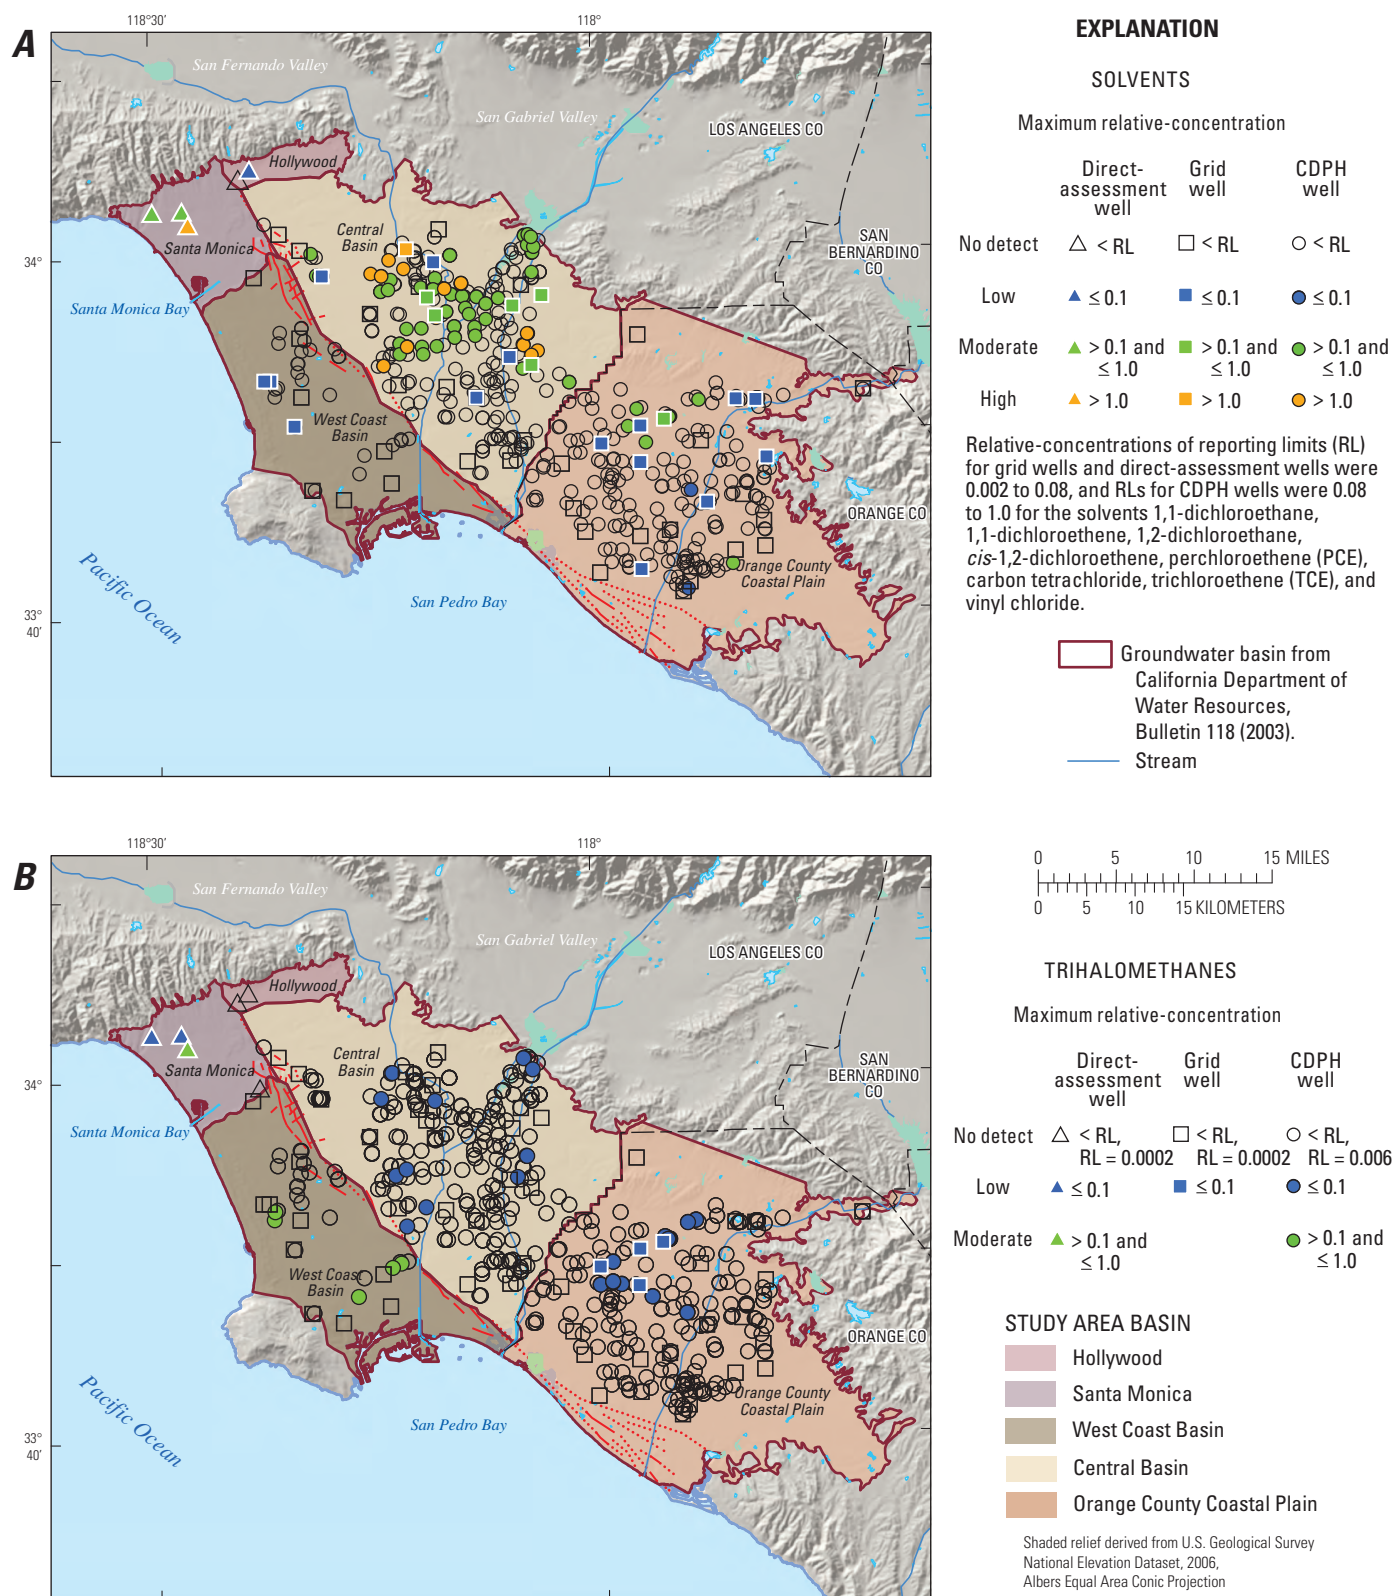 A
118°30'
118°
San Fernando Valley
San Gabriel Valley
LOS ANGELES CO
Hollywood
Central
Basin
Santa Monica
SAN
BERNARDINO
CO
34°
Santa Monica Bay
West Coast
Basin
ORANGE CO
Orange County
Coastal Plain
Pacific Ocean
San Pedro Bay
33°
40'
EXPLANATION
SOLVENTS
Maximum relative-concentration
Direct-
assessment
well
Grid
well
CDPH
well
No detect < RL < RL < RL
Low ≤ 0.1 ≤ 0.1 ≤ 0.1
Moderate > 0.1 and > 0.1 and > 0.1 and
≤ 1.0 ≤ 1.0 ≤ 1.0
High > 1.0 > 1.0 > 1.0
Relative-concentrations of reporting limits (RL)
for grid wells and direct-assessment wells were
0.002 to 0.08, and RLs for CDPH wells were 0.08
to 1.0 for the solvents 1,1-dichloroethane,
1,1-dichloroethene, 1,2-dichloroethane,
cis-1,2-dichloroethene, perchloroethene (PCE),
carbon tetrachloride, trichloroethene (TCE), and
vinyl chloride.
Groundwater basin from
California Department of
Water Resources,
Bulletin 118 (2003).
Stream
B
118°30'
118°
San Fernando Valley
San Gabriel Valley
LOS ANGELES CO
Hollywood
Central
Basin
Santa Monica
SAN
BERNARDINO
CO
34°
Santa Monica Bay
West Coast
Basin
ORANGE CO
Orange County
Coastal Plain
Pacific Ocean
San Pedro Bay
33°
40'
0 5 10 15 MILES
0 5 10 15 KILOMETERS
TRIHALOMETHANES
Maximum relative-concentration
Direct-
assessment
well
Grid
well
CDPH
well
No detect < RL, < RL, < RL,
RL = 0.0002 RL = 0.0002 RL = 0.006
Low ≤ 0.1 ≤ 0.1 ≤ 0.1
Moderate > 0.1 and > 0.1 and
≤ 1.0 ≤ 1.0
STUDY AREA BASIN
Hollywood
Santa Monica
West Coast Basin
Central Basin
Orange County Coastal Plain
Shaded relief derived from U.S. Geological Survey
National Elevation Dataset, 2006,
Albers Equal Area Conic Projection